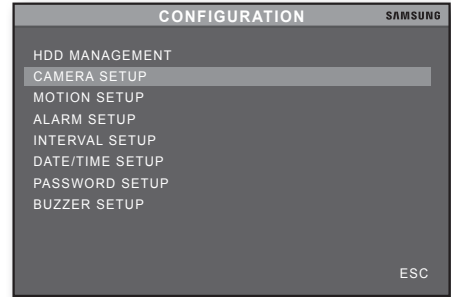 CONFIGURATION SAMSUNG
HDD MANAGEMENT
CAMERA SETUP
MOTION SETUP
ALARM SETUP
INTERVAL SETUP
DATE/TIME SETUP
PASSWORD SETUP
BUZZER SETUP
ESC